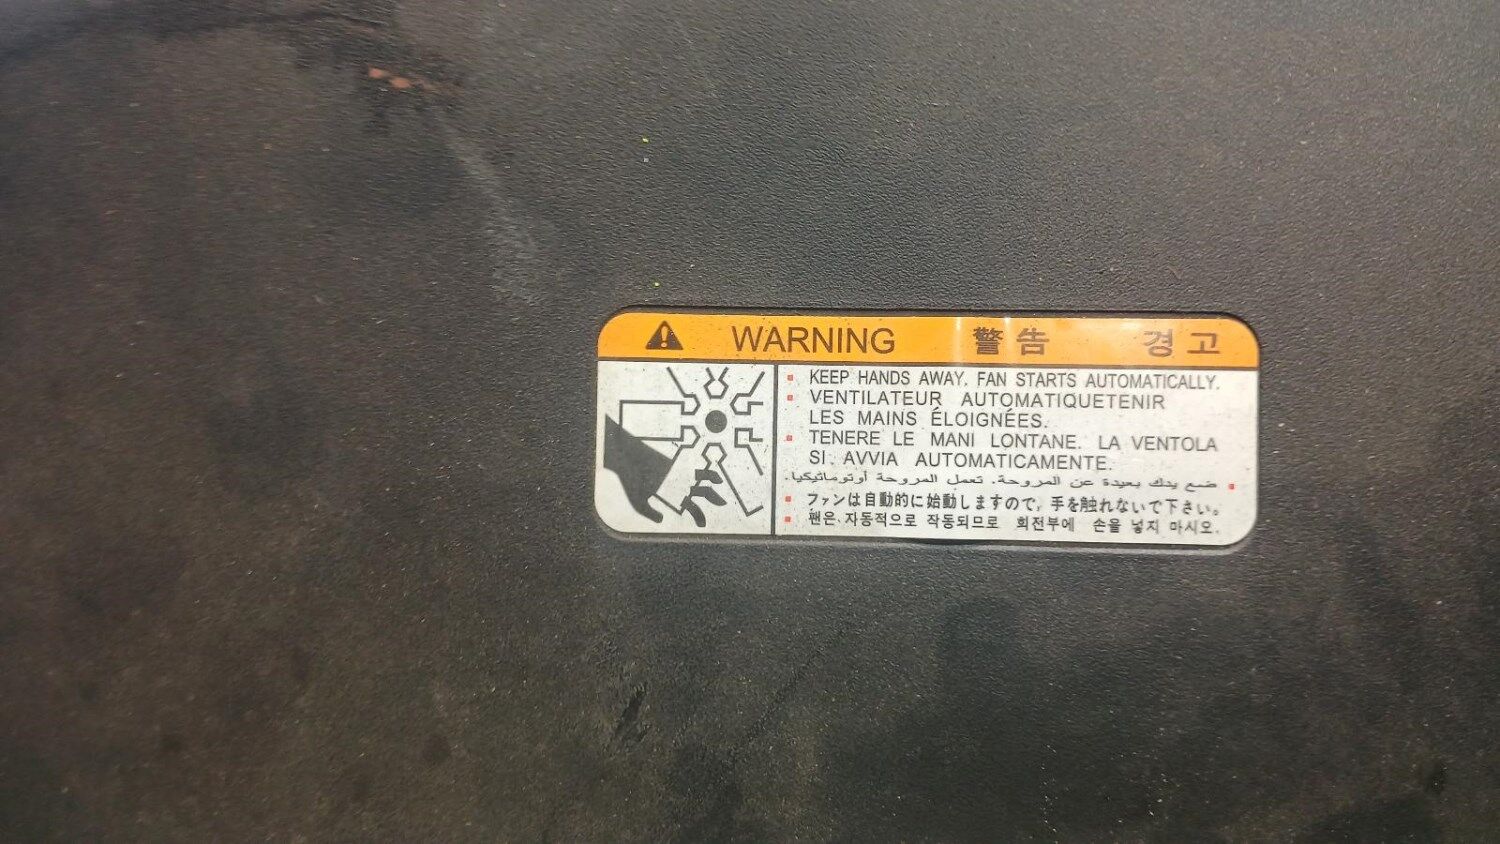 WARNING 警告 경고
KEEP HANDS AWAY. FAN STARTS AUTOMATICALLY.
VENTILATEUR AUTOMATIQUETENIR
LES MAINS ÉLOIGNÉES.
TENERE LE MANI LONTANE. LA VENTOLA
SI. AVVIA AUTOMATICAMENTE.
ضع يدك بعيدة عن المروحة. تعمل المروحة أوتوماتيكيا.
ファンは自動的に始動しますので, 手を触れないで下さい。
팬은.자동적으로 작동되므로 회전부에 손을 넣지 마시오.